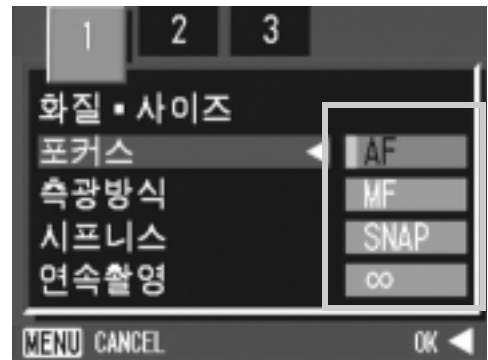 1 2 3
화질▪사이즈
포커스 ◀ AF
측광방식 MF
시프니스 SNAP
연속촬영 ∞
MENU CANCEL OK ◀